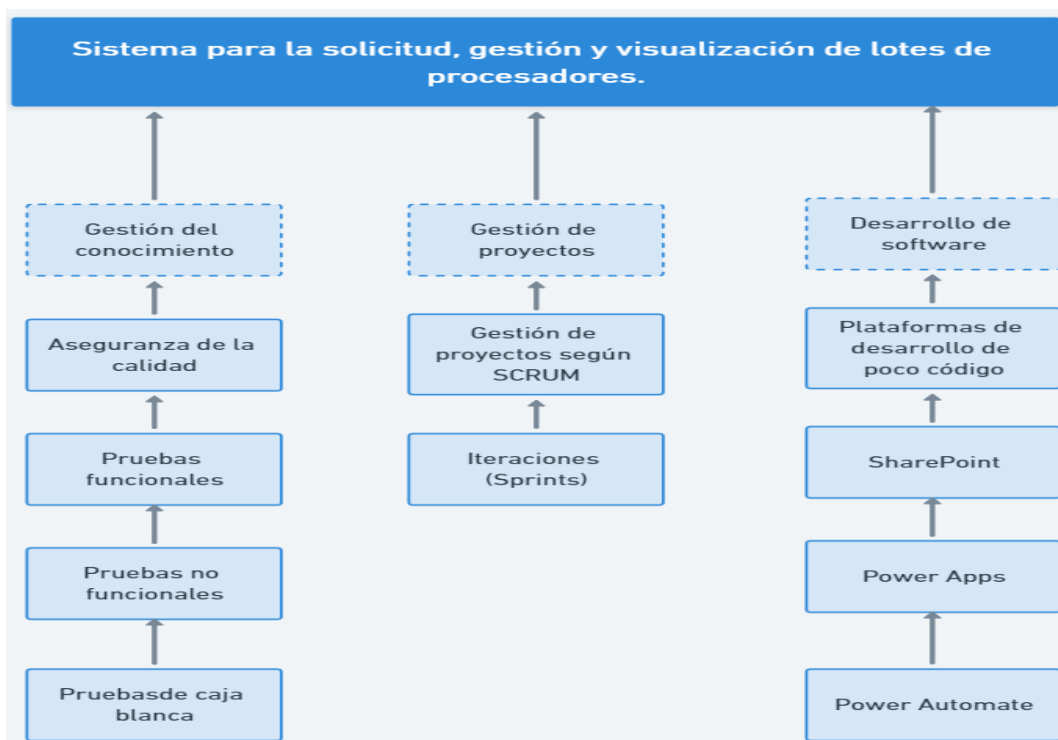 Sistema para la solicitud, gestión y visualización de lotes de
procesadores.
Gestión del
conocimiento
Aseguranza de la
calidad
Pruebas
funcionales
Pruebas no
funcionales
Pruebasde caja
blanca
Gestión de
proyectos
Gestión de
proyectos según
SCRUM
Iteraciones
(Sprints)
Desarrollo de
software
Plataformas de
desarrollo de
poco código
SharePoint
Power Apps
Power Automate